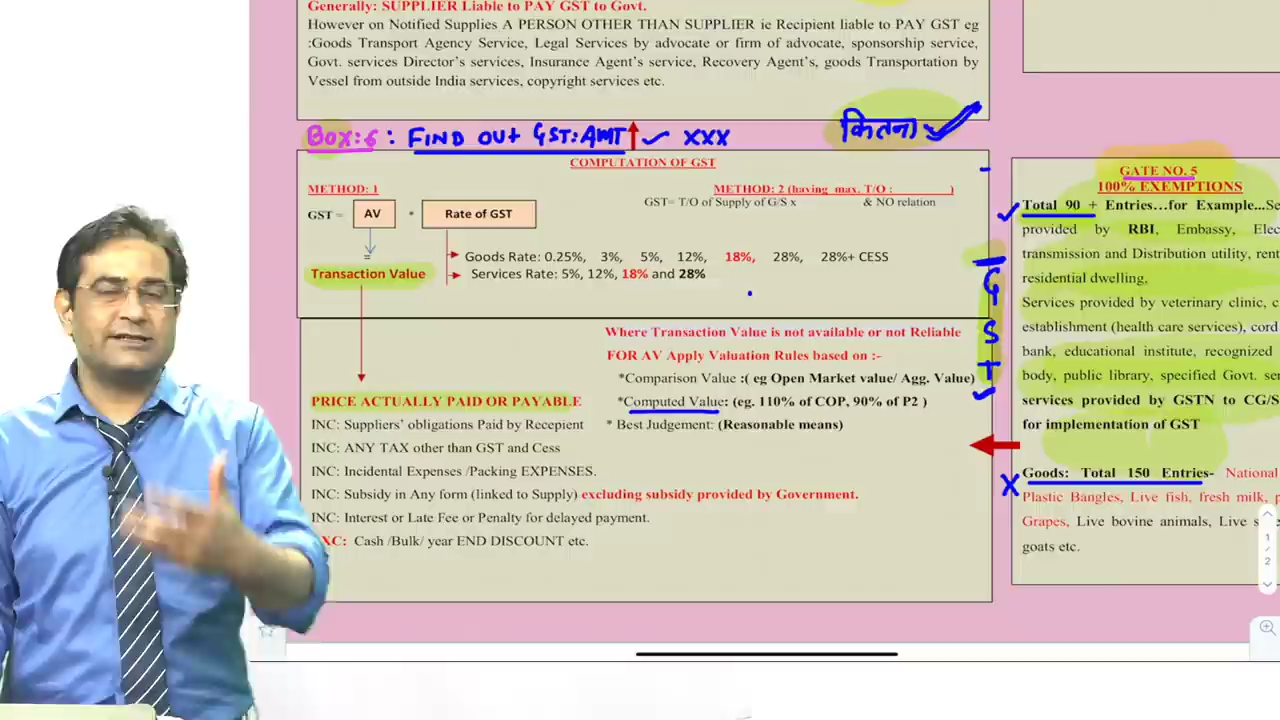 Generally: SUPPLIER Liable to PAY GST to Govt.
However on Notified Supplies A PERSON OTHER THAN SUPPLIER ie Recipient liable to PAY GST eg
:Goods Transport Agency Service, Legal Services by advocate or firm of advocate, sponsorship service,
Govt. services Director's services, Insurance Agent's service, Recovery Agent's, goods Transportation by
Vessel from outside India services, copyright services etc.
BOX:6 : FIND OUT GST:AMT ✓ XXX
कितना
COMPUTATION OF GST
METHOD: 1
METHOD: 2 (having max. T/O : ______ )
GST = AV * Rate of GST
GST= T/O of Supply of G/S x & NO relation
=
Transaction Value
Goods Rate: 0.25%, 3%, 5%, 12%, 18%, 28%, 28%+ CESS
Services Rate: 5%, 12%, 18% and 28%
Where Transaction Value is not available or not Reliable
FOR AV Apply Valuation Rules based on :-
*Comparison Value :( eg Open Market value/ Agg. Value)
*Computed Value: (eg. 110% of COP, 90% of P2 )
* Best Judgement: (Reasonable means)
PRICE ACTUALLY PAID OR PAYABLE
INC: Suppliers' obligations Paid by Recepient
INC: ANY TAX other than GST and Cess
INC: Incidental Expenses /Packing EXPENSES.
INC: Subsidy in Any form (linked to Supply) excluding subsidy provided by Government.
INC: Interest or Late Fee or Penalty for delayed payment.
XC: Cash /Bulk/ year END DISCOUNT etc.
G
S
T
GATE NO. 5
100% EXEMPTIONS
Total 90 + Entries…for Example...Se
provided by RBI, Embassy, Elec
transmission and Distribution utility, rent
residential dwelling,
Services provided by veterinary clinic, c
establishment (health care services), cord
bank, educational institute, recognized
body, public library, specified Govt. ser
services provided by GSTN to CG/S
for implementation of GST
Goods: Total 150 Entries- National
Plastic Bangles, Live fish, fresh milk, p
Grapes, Live bovine animals, Live s
goats etc.
1
2